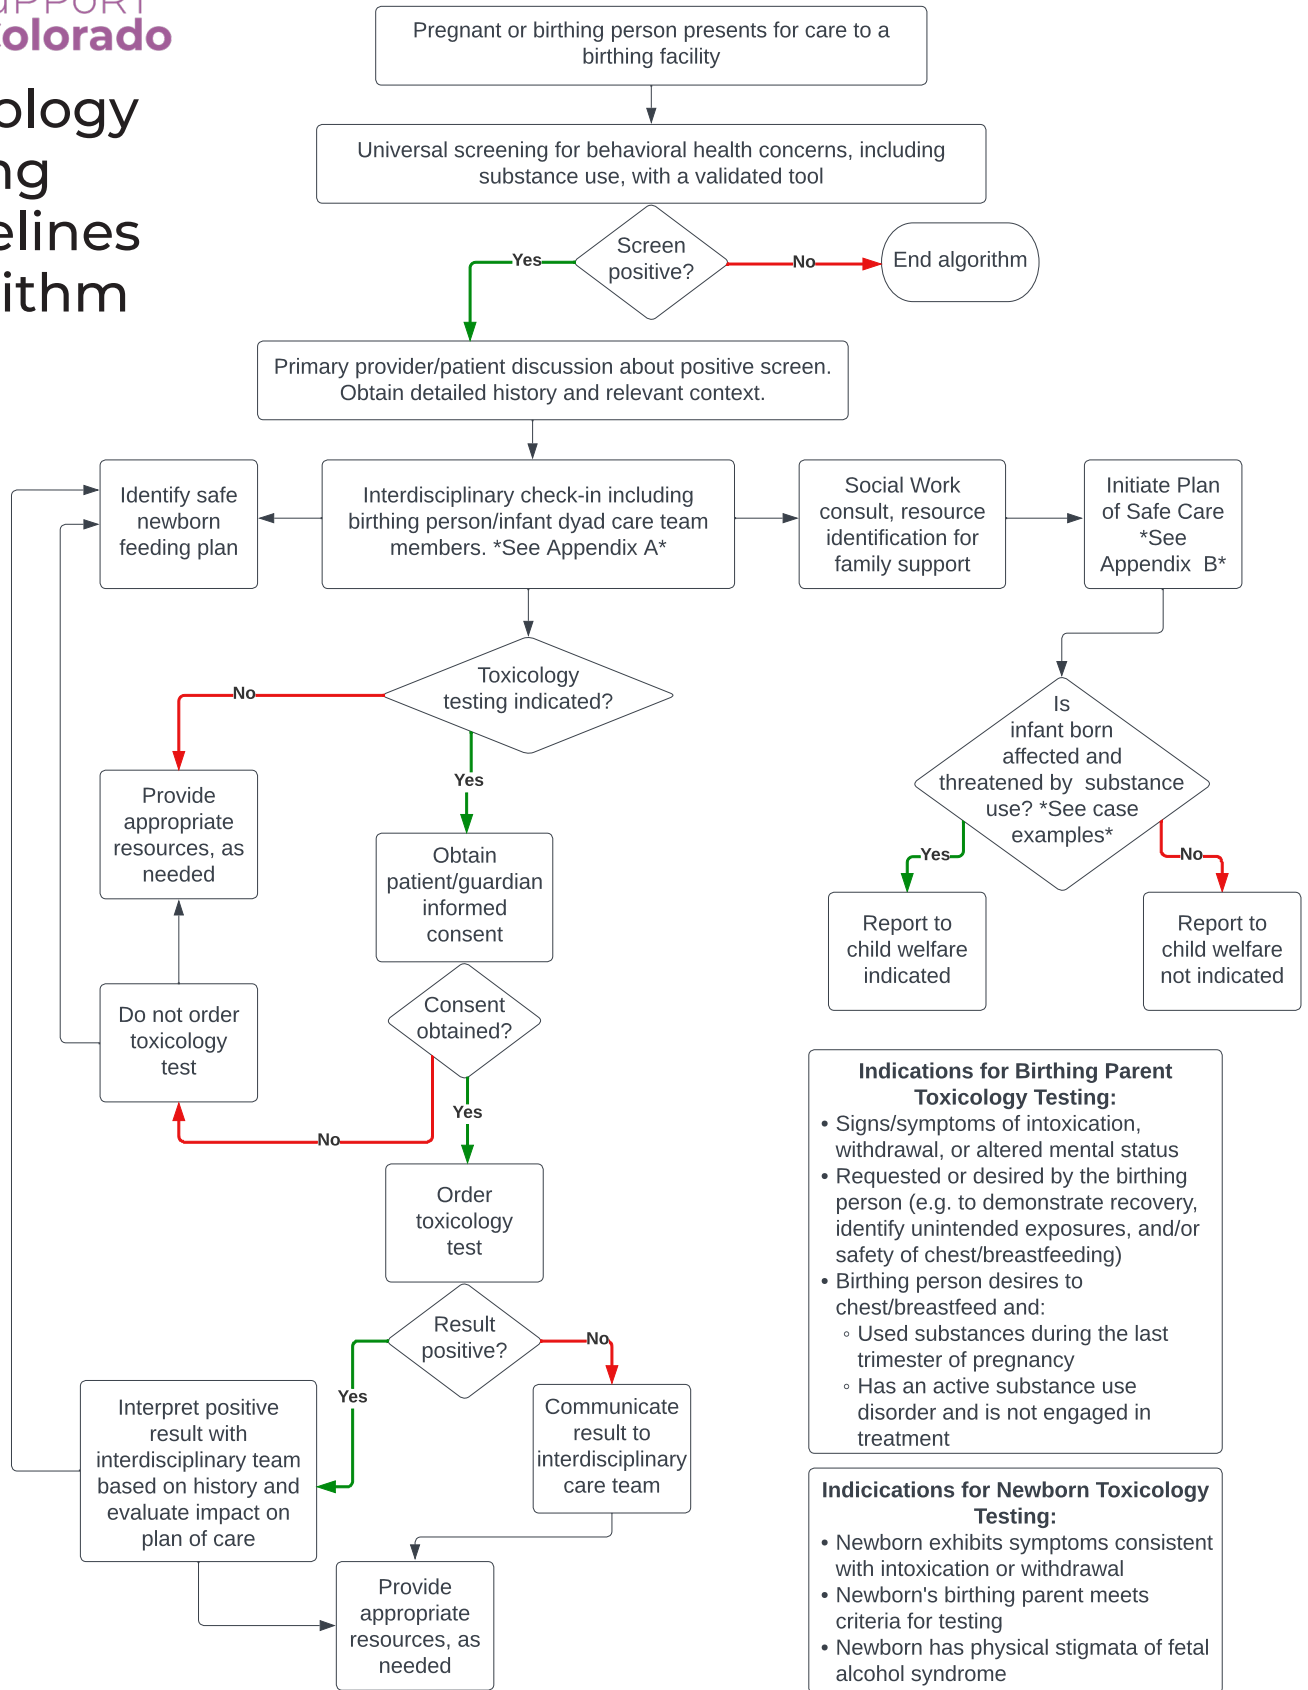 SUPPORT
Colorado
ology
ng
elines
ithm
Pregnant or birthing person presents for care to a
birthing facility
Universal screening for behavioral health concerns, including
substance use, with a validated tool
Screen
positive?
Yes
No
End algorithm
Primary provider/patient discussion about positive screen.
Obtain detailed history and relevant context.
Identify safe
newborn
feeding plan
Interdisciplinary check-in including
birthing person/infant dyad care team
members. *See Appendix A*
Social Work
consult, resource
identification for
family support
Initiate Plan
of Safe Care
*See
Appendix  B*
Toxicology
testing indicated?
No
Yes
Is
infant born
affected and
threatened by  substance
use? *See case
examples*
Yes
No
Provide
appropriate
resources, as
needed
Obtain
patient/guardian
informed
consent
Report to
child welfare
indicated
Report to
child welfare
not indicated
Do not order
toxicology
test
Consent
obtained?
No
Yes
Order
toxicology
test
Result
positive?
Yes
No
Interpret positive
result with
interdisciplinary team
based on history and
evaluate impact on
plan of care
Communicate
result to
interdisciplinary
care team
Provide
appropriate
resources, as
needed
Indications for Birthing Parent
Toxicology Testing:
• Signs/symptoms of intoxication,
withdrawal, or altered mental status
• Requested or desired by the birthing
person (e.g. to demonstrate recovery,
identify unintended exposures, and/or
safety of chest/breastfeeding)
• Birthing person desires to
chest/breastfeed and:
◦ Used substances during the last
trimester of pregnancy
◦ Has an active substance use
disorder and is not engaged in
treatment
Indicications for Newborn Toxicology
Testing:
• Newborn exhibits symptoms consistent
with intoxication or withdrawal
• Newborn's birthing parent meets
criteria for testing
• Newborn has physical stigmata of fetal
alcohol syndrome